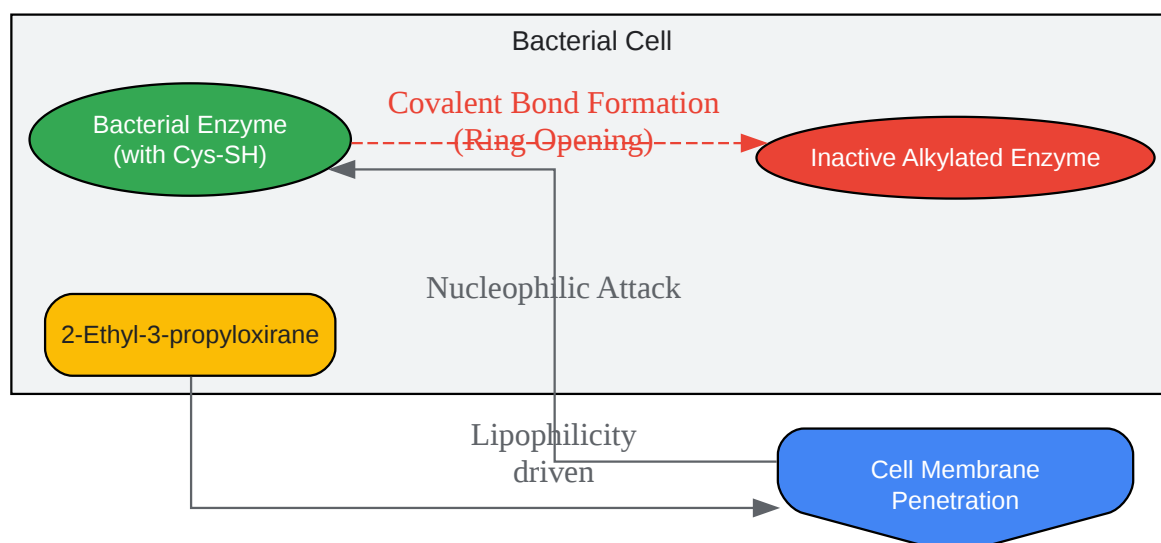 Bacterial Cell
Covalent Bond Formation
(Ring Opening)
Bacterial Enzyme
(with Cys-SH)
Inactive Alkylated Enzyme
Nucleophilic Attack
2-Ethyl-3-propyloxirane
Lipophilicity
driven
Cell Membrane
Penetration